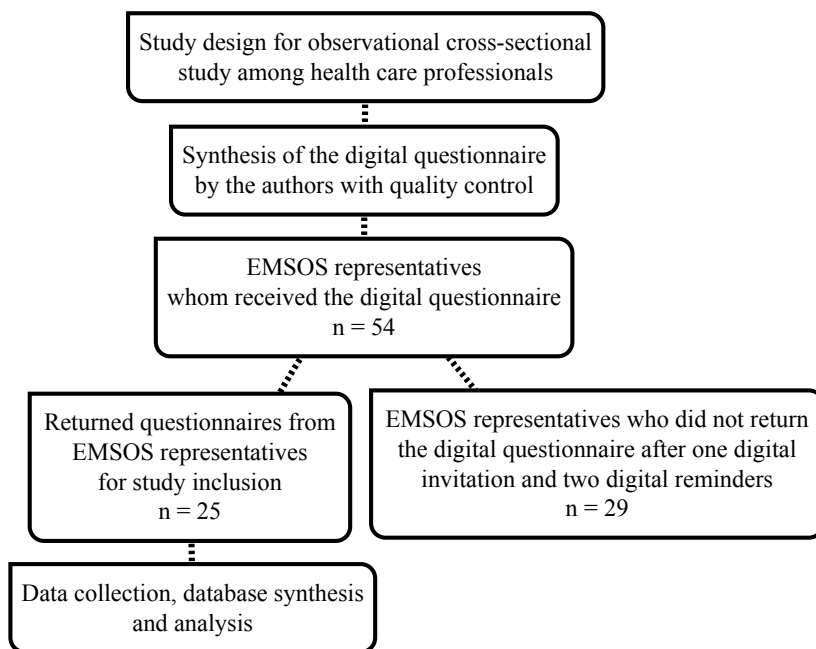 Study design for observational cross-sectional
study among health care professionals
Synthesis of the digital questionnaire
by the authors with quality control
EMSOS representatives
whom received the digital questionnaire
n = 54
Returned questionnaires from
EMSOS representatives
for study inclusion
n = 25
EMSOS representatives who did not return
the digital questionnaire after one digital
invitation and two digital reminders
n = 29
Data collection, database synthesis
and analysis